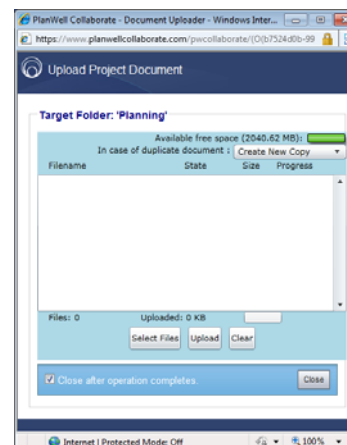 PlanWell Collaborate - Document Uploader - Windows Inter...
https://www.planwellcollaborate.com/pwcollaborate/(O(b7524d0b-99
Upload Project Document
Target Folder: 'Planning'
Available free space (2040.62 MB):
In case of duplicate document : Create New Copy
Filename State Size Progress
Files: 0 Uploaded: 0 KB
Select Files Upload Clear
Close after operation completes. Close
Internet | Protected Mode: Off 100%